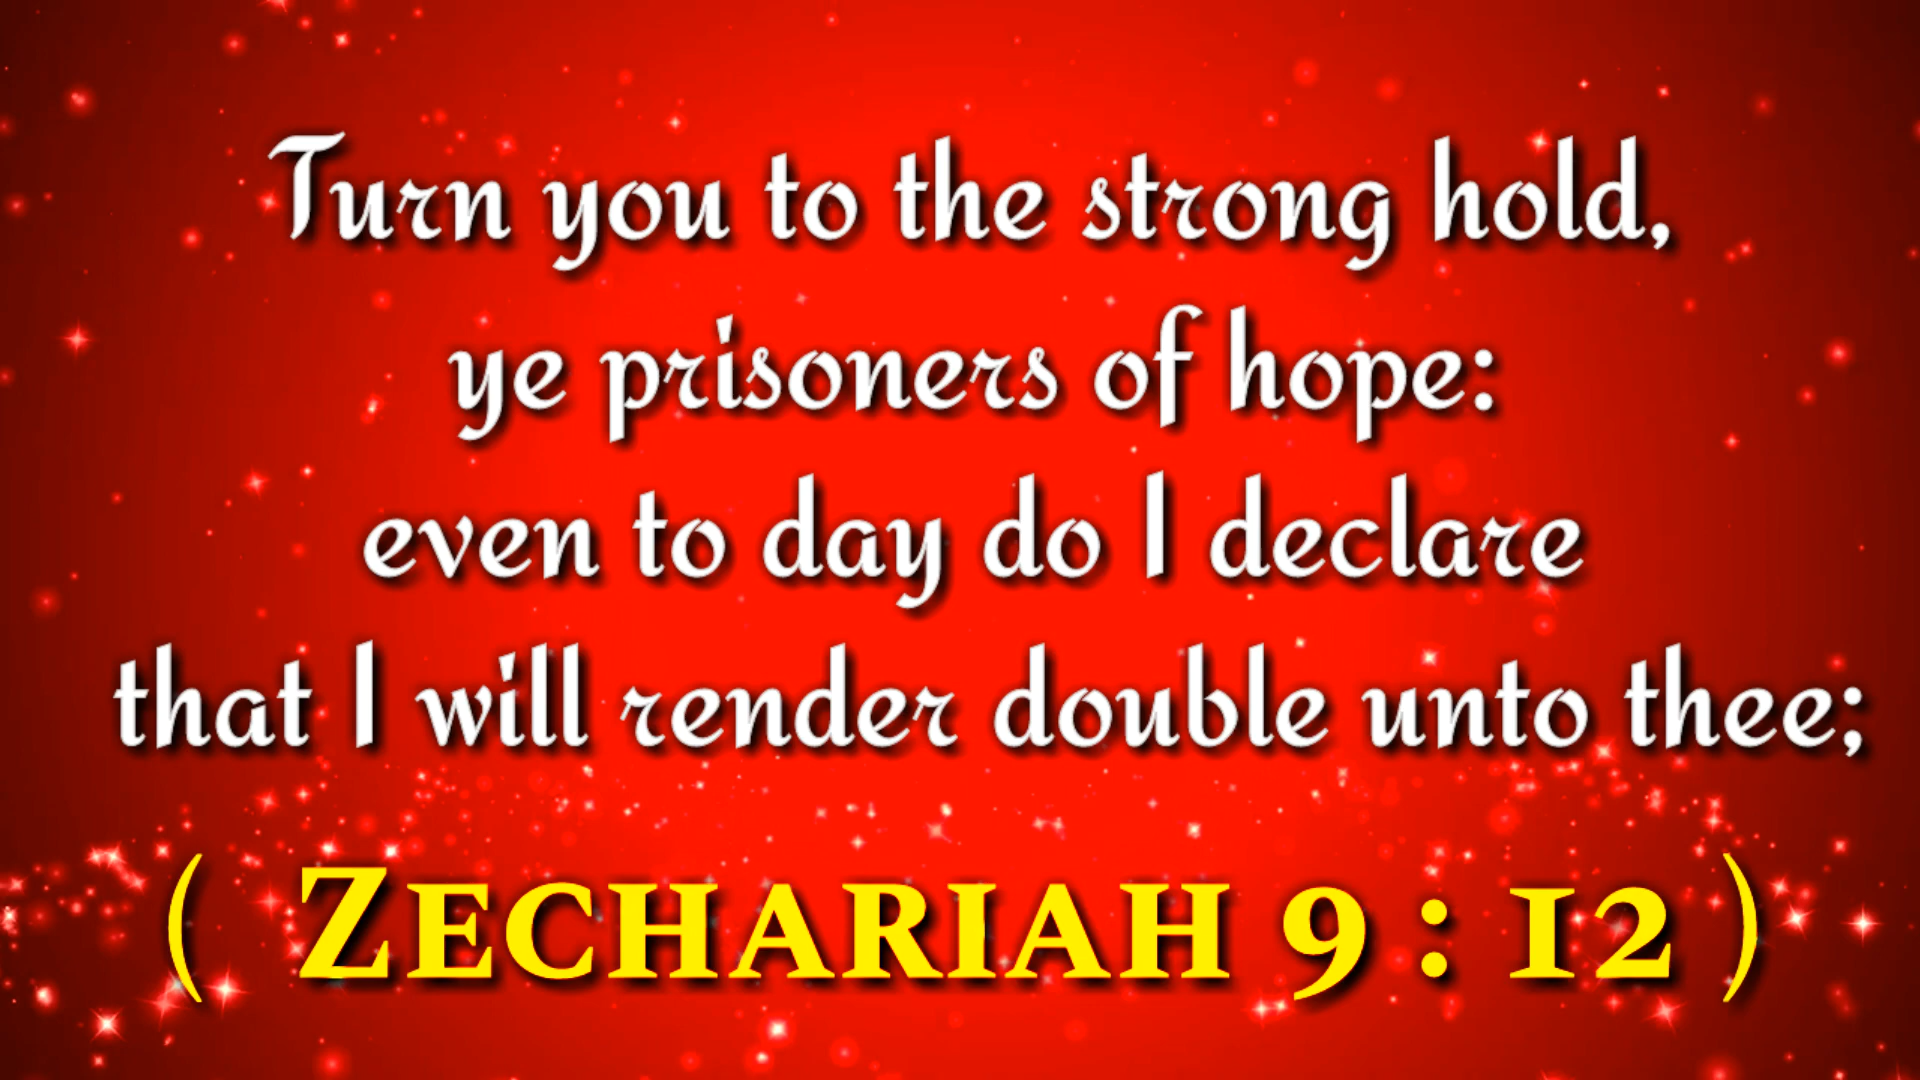 Turn you to the strong hold,
ye prisoners of hope:
even to day do I declare
that I will render double unto thee;
( Zechariah 9 : 12 )